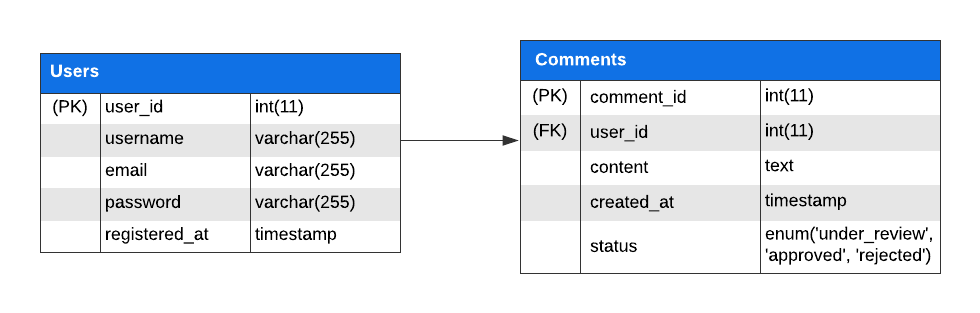 Users
(PK) user_id int(11)
username varchar(255)
email varchar(255)
password varchar(255)
registered_at timestamp
Comments
(PK) comment_id int(11)
(FK) user_id int(11)
content text
created_at timestamp
status enum('under_review',
'approved', 'rejected')